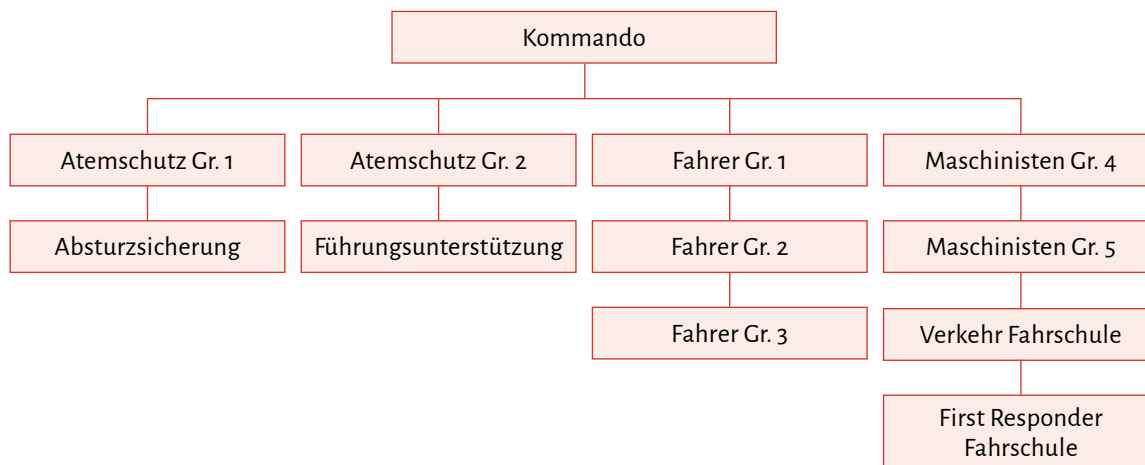 Kommando
Atemschutz Gr. 1
Atemschutz Gr. 2
Fahrer Gr. 1
Maschinisten Gr. 4
Absturzsicherung
Führungsunterstützung
Fahrer Gr. 2
Maschinisten Gr. 5
Fahrer Gr. 3
Verkehr Fahrschule
First Responder
Fahrschule